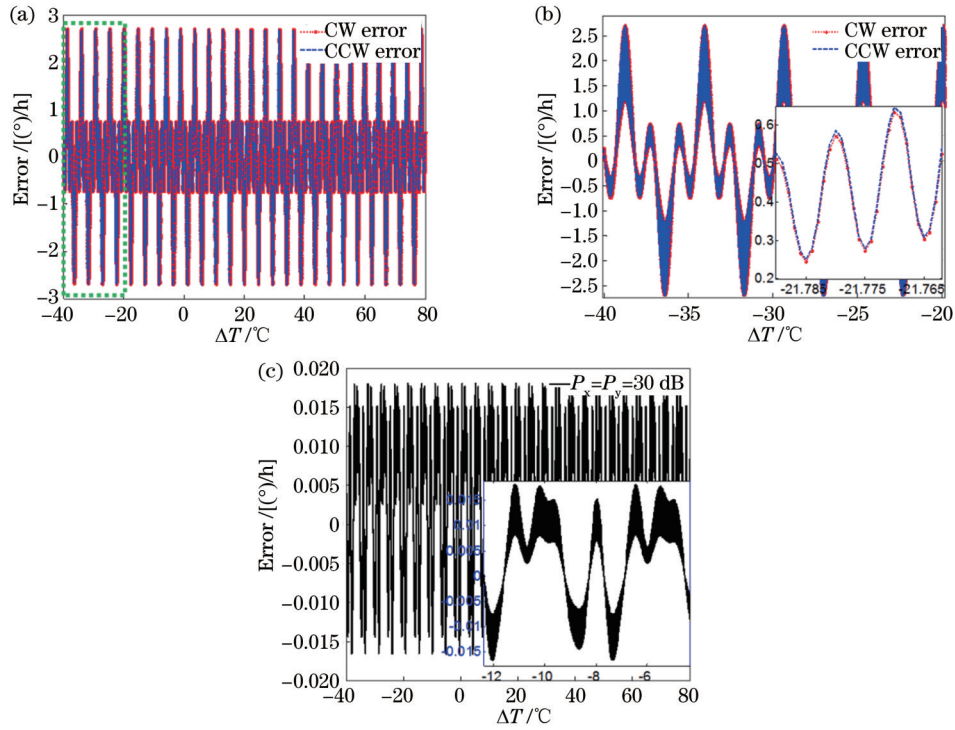 (a)
3
2
1
0
−1
−2
−3
Error /[(°)/h]
CW error
CCW error
−40 −20 0 20 40 60 80
ΔT /℃
(b)
2.5
2.0
1.5
1.0
0.5
0
−0.5
−1.0
−1.5
−2.0
−2.5
Error /[(°)/h]
CW error
CCW error
0.6
0.5
0.4
0.3
0.2
-21.785 -21.775 -21.765
−40 −35 −30 −25 −20
ΔT /℃
(c)
0.020
0.015
0.010
0.005
0
−0.005
−0.010
−0.015
−0.020
Error /[(°)/h]
Px=Py=30 dB
0.015
0.01
0.005
0
-0.005
-0.01
-0.015
-12 -10 -8 -6
−40 −20 0 20 40 60 80
ΔT /℃